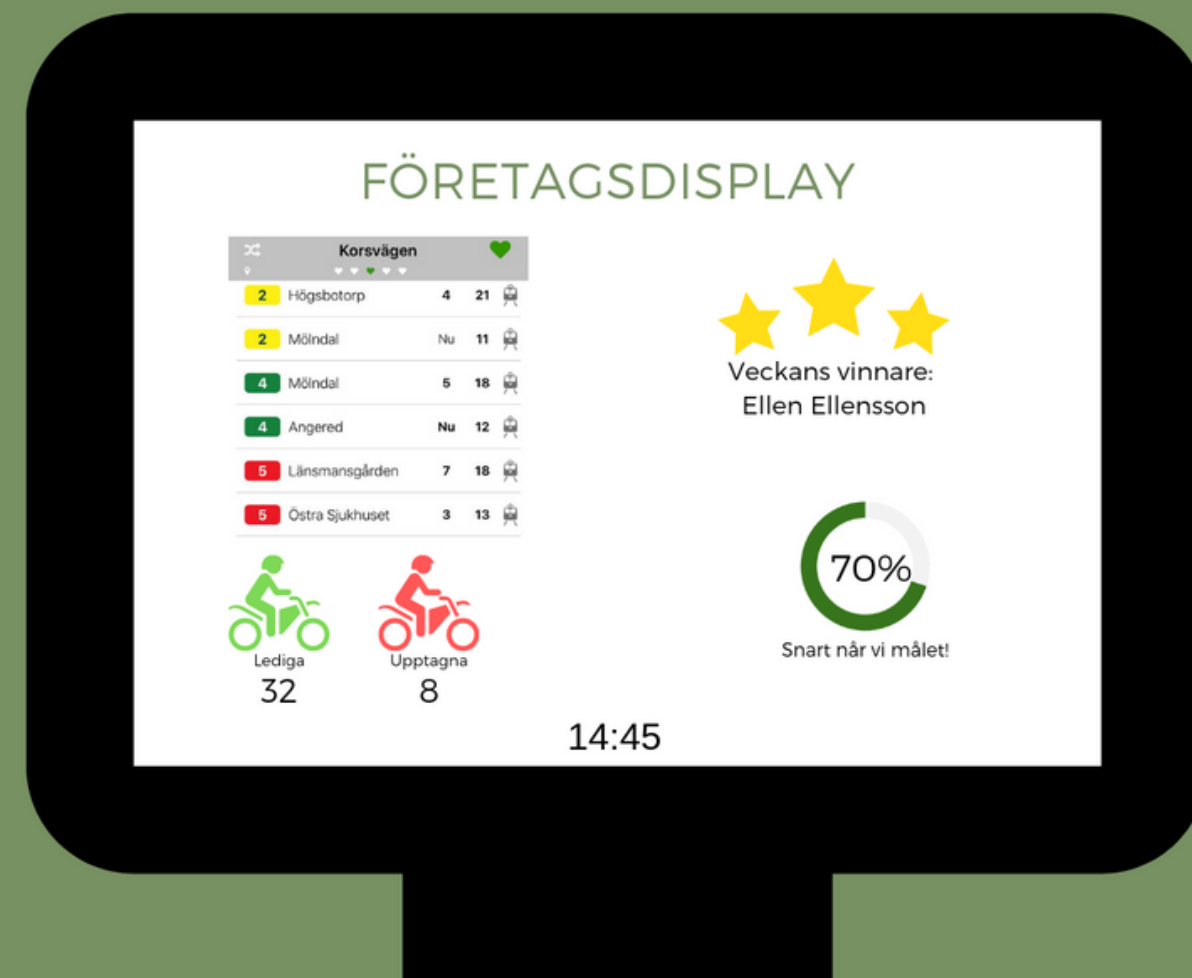 FÖRETAGSDISPLAY
Korsvägen
2 Högsbotorp 4 21
2 Mölndal Nu 11
4 Mölndal 5 18
4 Angered Nu 12
5 Länsmansgården 7 18
5 Östra Sjukhuset 3 13
Lediga
32
Upptagna
8
Veckans vinnare:
Ellen Ellensson
70%
Snart når vi målet!
14:45